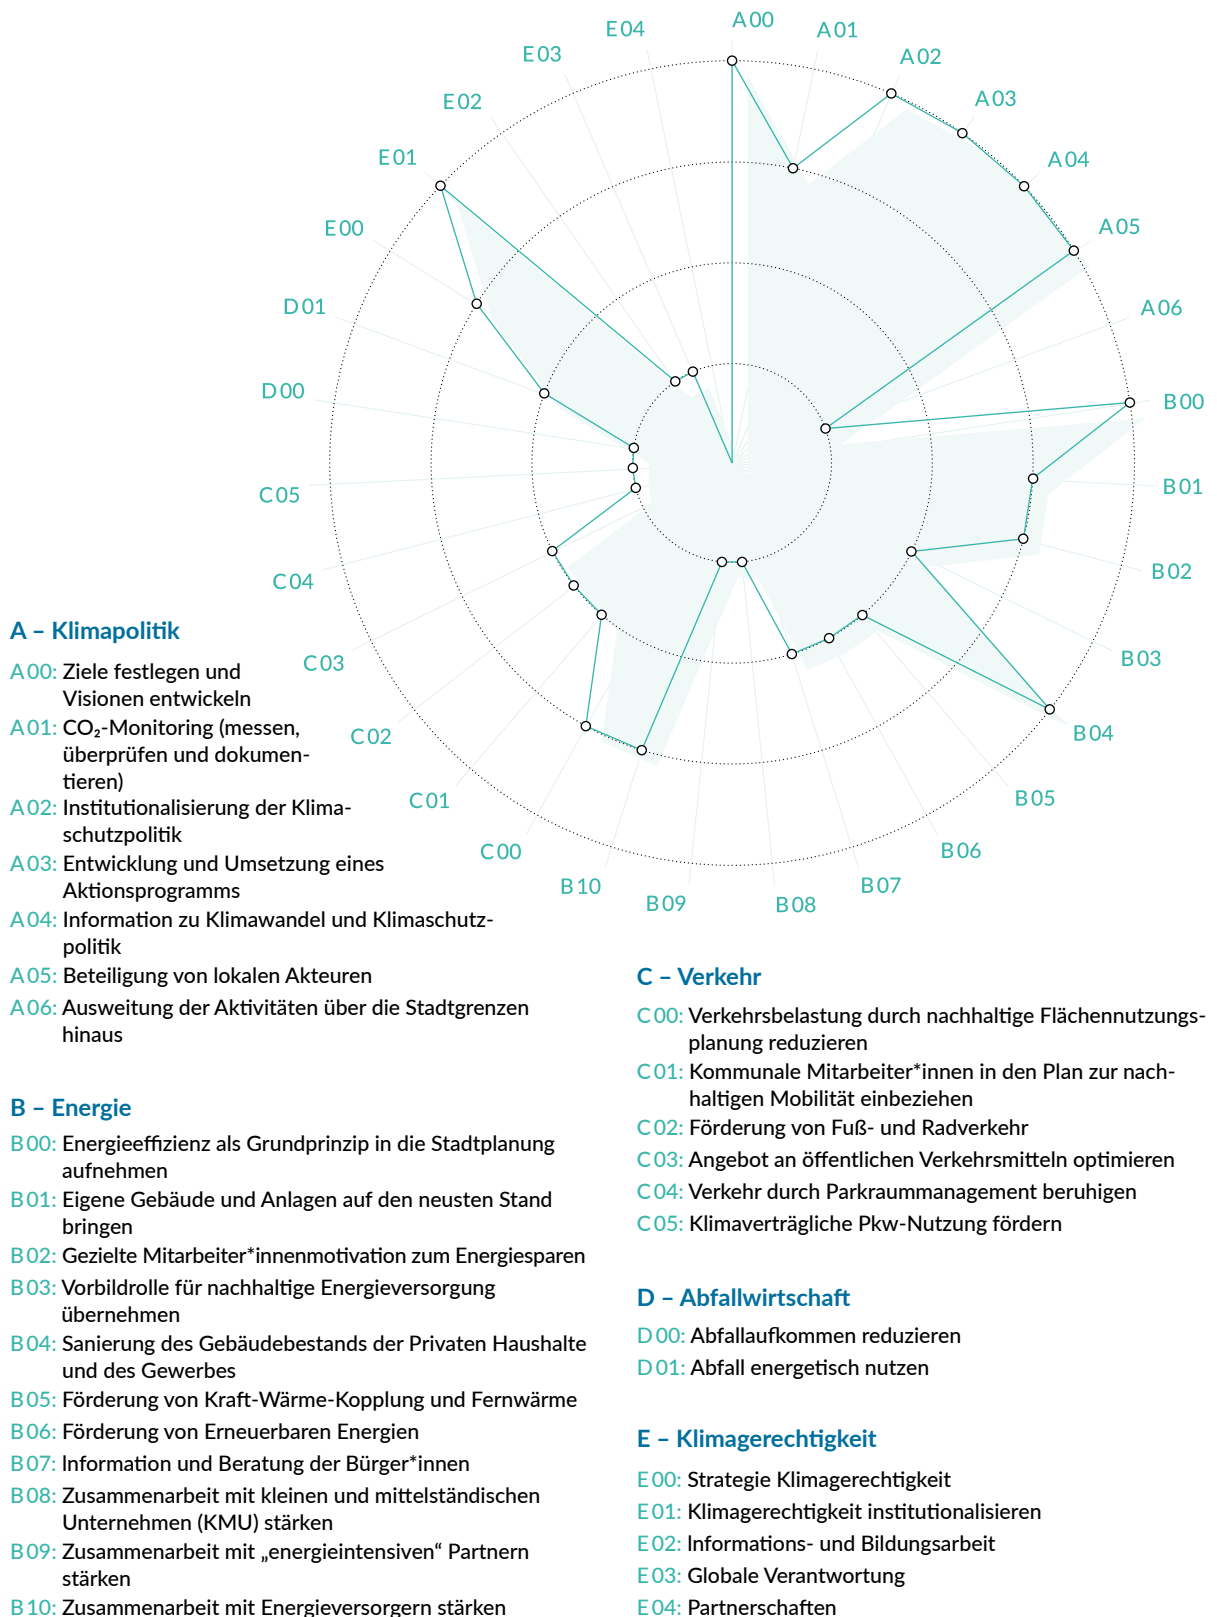 A00
A01
A02
A03
A04
A05
A06
B00
B01
B02
B03
B04
B05
B06
B07
B08
B09
B10
C00
C01
C02
C03
C04
C05
D00
D01
E00
E01
E02
E03
E04
A – Klimapolitik
A00: Ziele festlegen und
Visionen entwickeln
A01: CO₂-Monitoring (messen,
überprüfen und dokumen-
tieren)
A02: Institutionalisierung der Klima-
schutzpolitik
A03: Entwicklung und Umsetzung eines
Aktionsprogramms
A04: Information zu Klimawandel und Klimaschutz-
politik
A05: Beteiligung von lokalen Akteuren
A06: Ausweitung der Aktivitäten über die Stadtgrenzen
hinaus
B – Energie
B00: Energieeffizienz als Grundprinzip in die Stadtplanung
aufnehmen
B01: Eigene Gebäude und Anlagen auf den neusten Stand
bringen
B02: Gezielte Mitarbeiter*innenmotivation zum Energiesparen
B03: Vorbildrolle für nachhaltige Energieversorgung
übernehmen
B04: Sanierung des Gebäudebestands der Privaten Haushalte
und des Gewerbes
B05: Förderung von Kraft-Wärme-Kopplung und Fernwärme
B06: Förderung von Erneuerbaren Energien
B07: Information und Beratung der Bürger*innen
B08: Zusammenarbeit mit kleinen und mittelständischen
Unternehmen (KMU) stärken
B09: Zusammenarbeit mit „energieintensiven“ Partnern
stärken
B10: Zusammenarbeit mit Energieversorgern stärken
C – Verkehr
C00: Verkehrsbelastung durch nachhaltige Flächennutzungs-
planung reduzieren
C01: Kommunale Mitarbeiter*innen in den Plan zur nach-
haltigen Mobilität einbeziehen
C02: Förderung von Fuß- und Radverkehr
C03: Angebot an öffentlichen Verkehrsmitteln optimieren
C04: Verkehr durch Parkraummanagement beruhigen
C05: Klimaverträgliche Pkw-Nutzung fördern
D – Abfallwirtschaft
D00: Abfallaufkommen reduzieren
D01: Abfall energetisch nutzen
E – Klimagerechtigkeit
E00: Strategie Klimagerechtigkeit
E01: Klimagerechtigkeit institutionalisieren
E02: Informations- und Bildungsarbeit
E03: Globale Verantwortung
E04: Partnerschaften